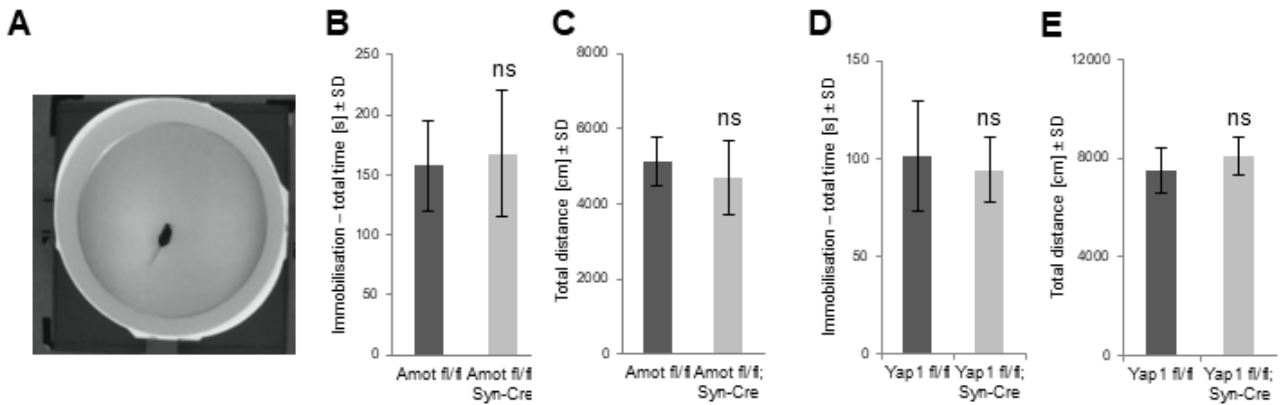 A
B
C
D
E
Immobilisation – total time [s] ± SD
250
200
150
100
50
0
ns
Amot fl/fl
Amot fl/fl
Syn-Cre
Total distance [cm] ± SD
8000
6000
4000
2000
0
ns
Amot fl/fl
Amot fl/fl;
Syn-Cre
Immobilisation – total time [s] ± SD
150
100
50
0
ns
Yap1 fl/fl
Yap1 fl/fl;
Syn-Cre
Total distance [cm] ± SD
12000
8000
4000
0
ns
Yap1 fl/fl
Yap1 fl/fl;
Syn-Cre